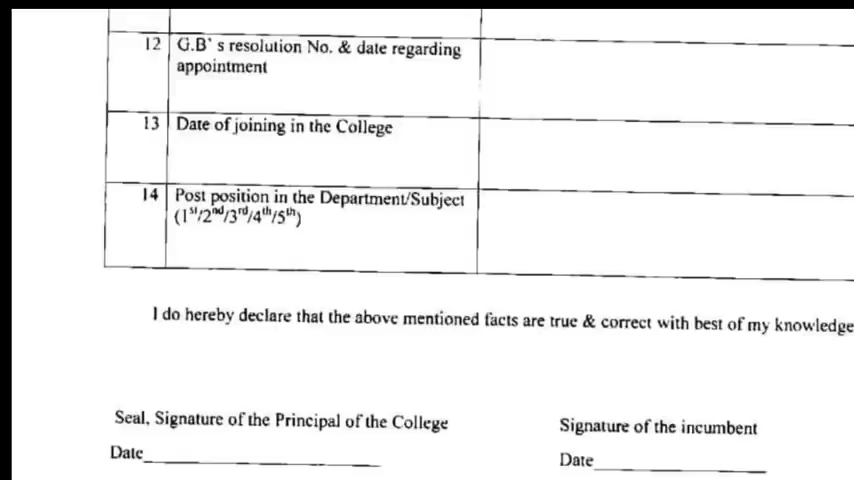 12 G.B' s resolution No. & date regarding
appointment
13 Date of joining in the College
14 Post position in the Department/Subject
(1st/2nd/3rd/4th/5th)
I do hereby declare that the above mentioned facts are true & correct with best of my knowledge
Seal, Signature of the Principal of the College
Signature of the incumbent
Date
Date